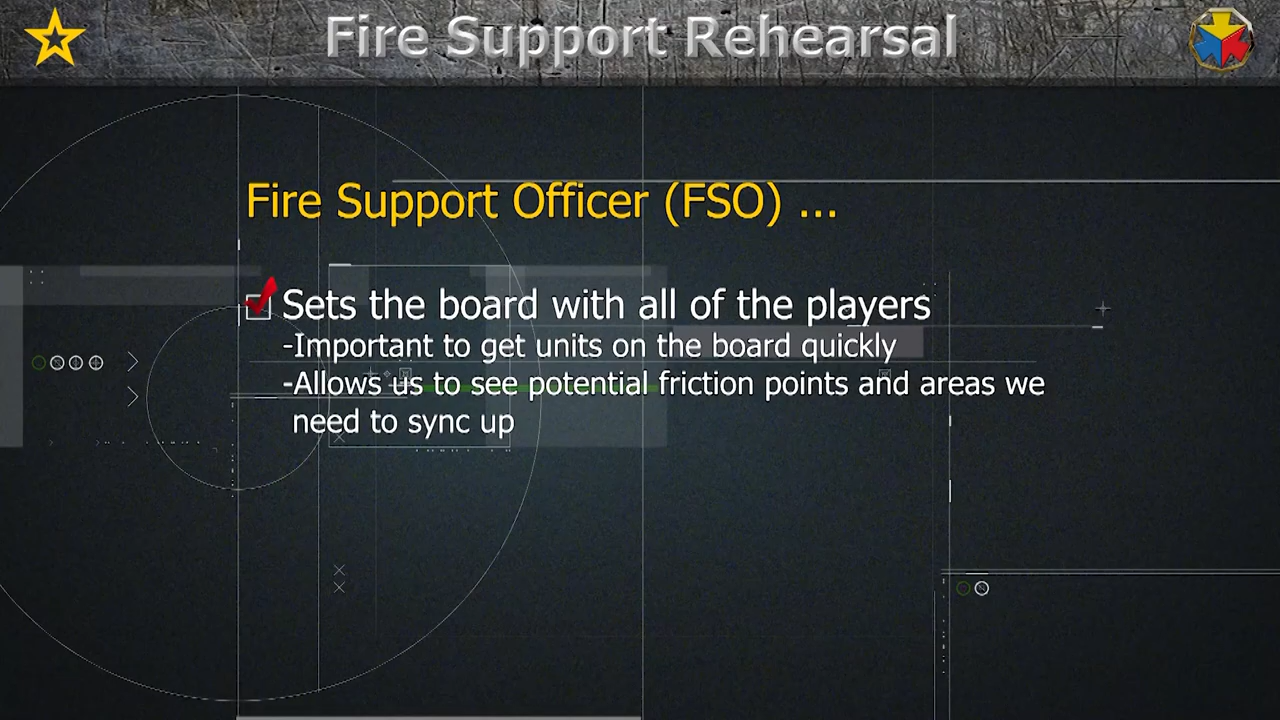 Fire Support Rehearsal
Fire Support Officer (FSO) ...
Sets the board with all of the players
-Important to get units on the board quickly
-Allows us to see potential friction points and areas we
need to sync up